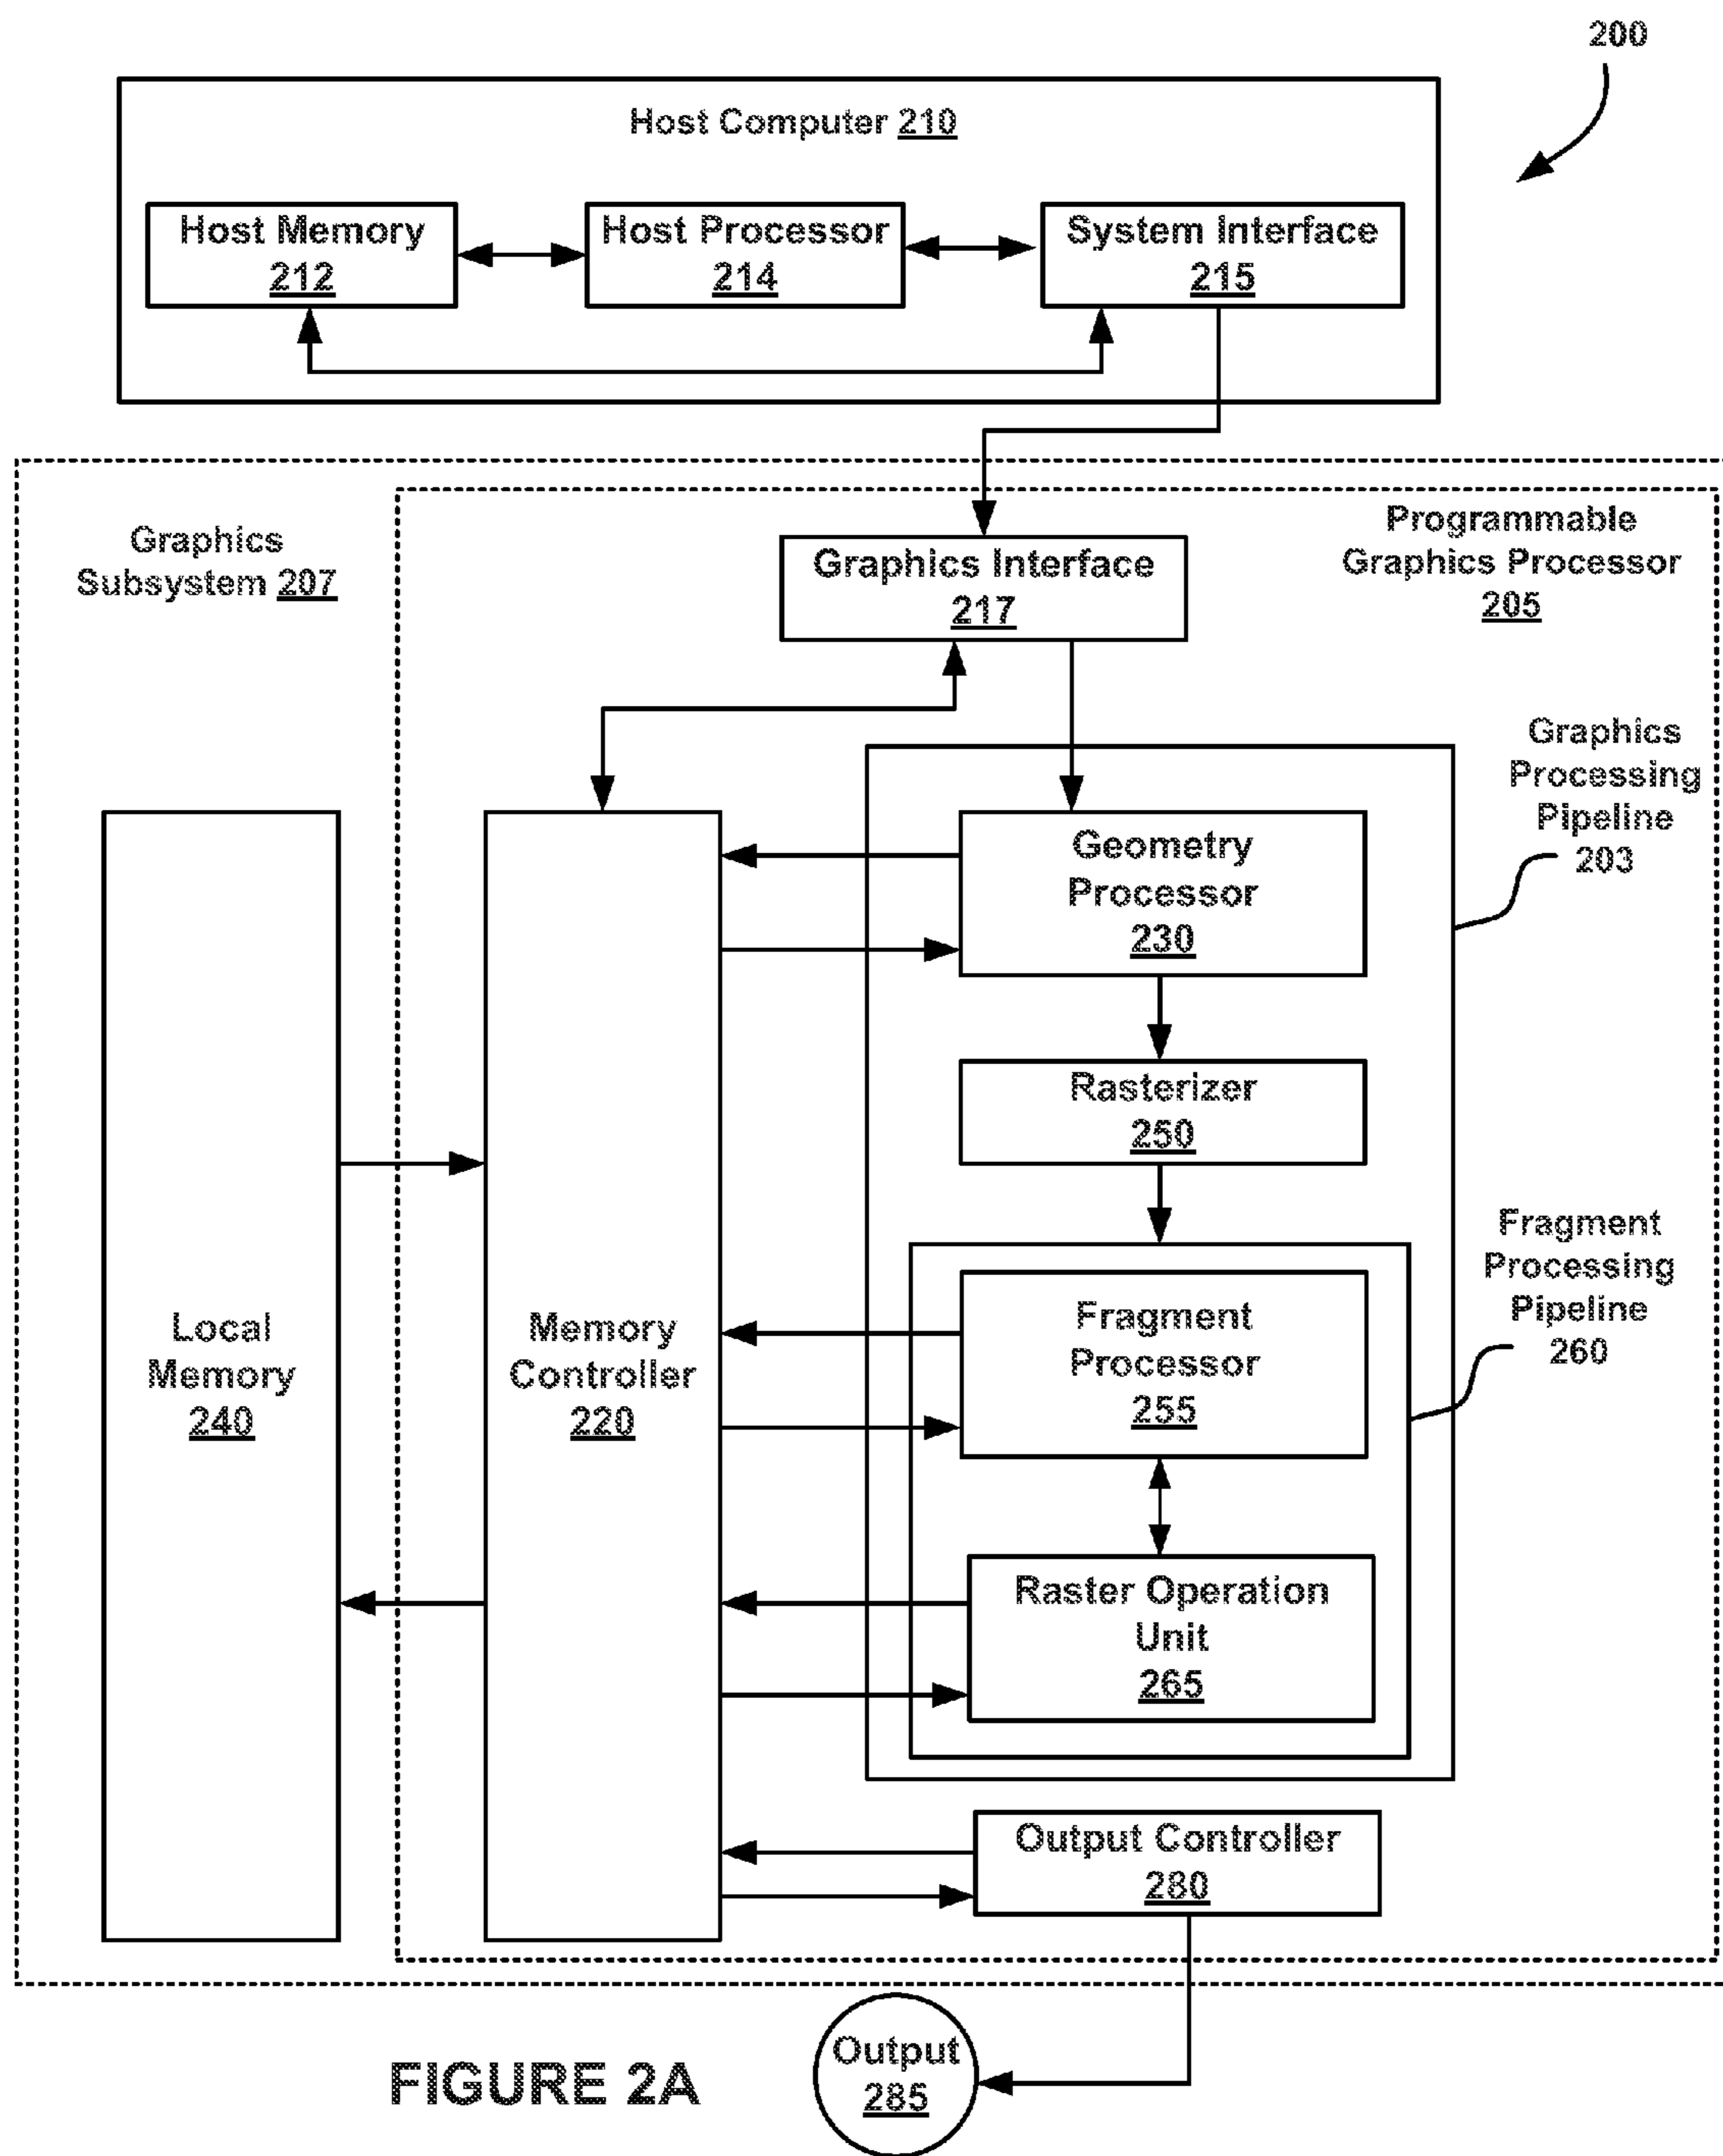 200
Host Computer 210
Host Memory
212
Host Processor
214
System Interface
215
Graphics
Subsystem 207
Programmable
Graphics Processor
205
Graphics Interface
217
Graphics
Processing
Pipeline
203
Geometry
Processor
230
Rasterizer
250
Fragment
Processing
Pipeline
260
Local
Memory
240
Memory
Controller
220
Fragment
Processor
255
Raster Operation
Unit
265
Output Controller
280
Output
285
FIGURE 2A